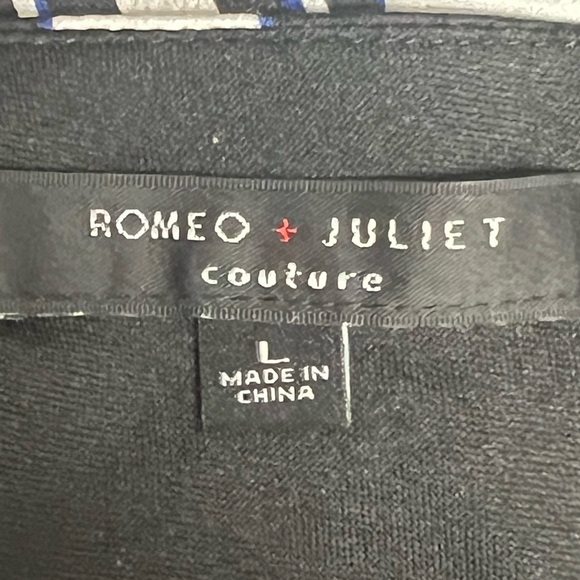 ROMEO + JULIET
couture
L
MADE IN
CHINA